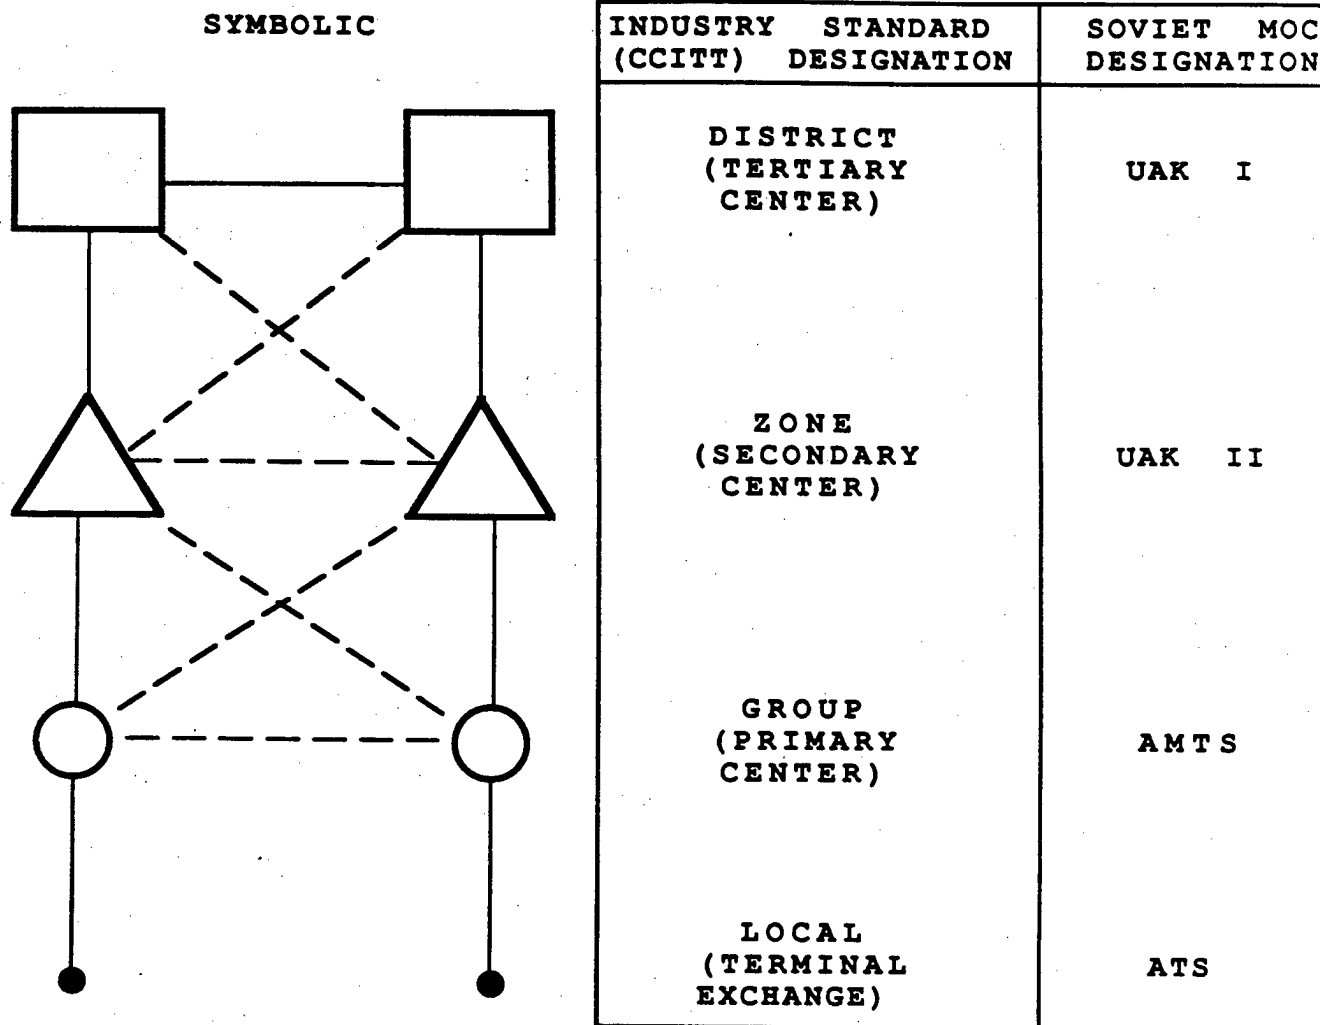 SYMBOLIC
INDUSTRY STANDARD
(CCITT) DESIGNATION
SOVIET MOC
DESIGNATION
DISTRICT
(TERTIARY
CENTER)
UAK I
ZONE
(SECONDARY
CENTER)
UAK II
GROUP
(PRIMARY
CENTER)
AMTS
LOCAL
(TERMINAL
EXCHANGE)
ATS